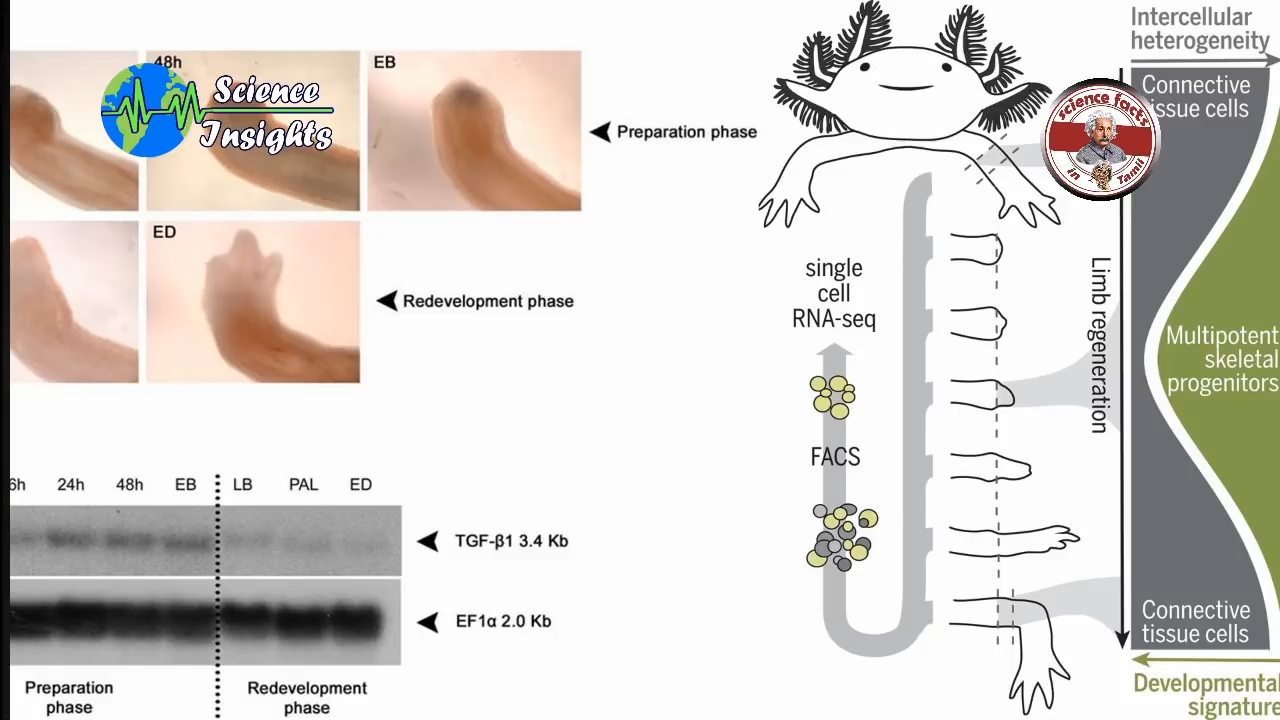 48h
EB
Science
Insights
Preparation phase
ED
Redevelopment phase
6h 24h 48h EB LB PAL ED
TGF-β1 3.4 Kb
EF1α 2.0 Kb
Preparation
phase
Redevelopment
phase
single
cell
RNA-seq
FACS
Limb regeneration
science facts
in Tamil
Intercellular
heterogeneity
Connective
tissue cells
Multipotent
skeletal
progenitors
Connective
tissue cells
Developmental
signature